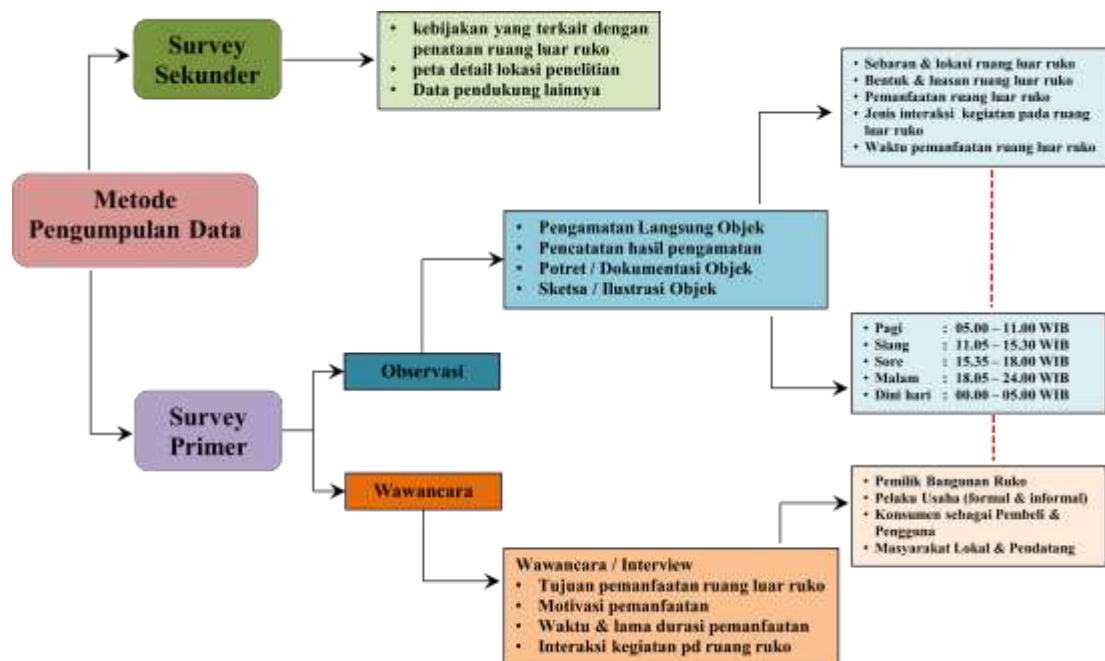 Survey
Sekunder
• kebijakan yang terkait dengan
penataan ruang luar ruko
• peta detail lokasi penelitian
• Data pendukung lainnya
• Sebaran & lokasi ruang luar ruko
• Bentuk & luasan ruang luar ruko
• Pemanfaatan ruang luar ruko
• Jenis interaksi kegiatan pada ruang
luar ruko
• Waktu pemanfaatan ruang luar ruko
Metode
Pengumpulan Data
• Pengamatan Langsung Objek
• Pencatatan hasil pengamatan
• Potret / Dokumentasi Objek
• Sketsa / Ilustrasi Objek
• Pagi : 05.00 – 11.00 WIB
• Siang : 11.05 – 15.30 WIB
• Sore : 15.35 – 18.00 WIB
• Malam : 18.05 – 24.00 WIB
• Dini hari : 00.00 – 05.00 WIB
Observasi
Survey
Primer
Wawancara
• Pemilik Bangunan Ruko
• Pelaku Usaha (formal & informal)
• Konsumen sebagai Pembeli &
Pengguna
• Masyarakat Lokal & Pendatang
Wawancara / Interview
• Tujuan pemanfaatan ruang luar ruko
• Motivasi pemanfaatan
• Waktu & lama durasi pemanfaatan
• Interaksi kegiatan pd ruang ruko